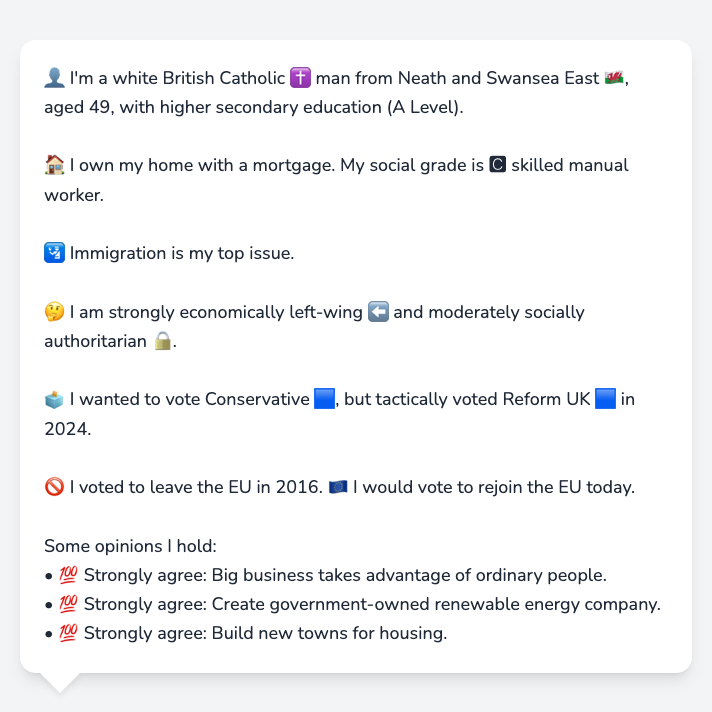 👤 I'm a white British Catholic ✝️ man from Neath and Swansea East 🏴󠁧󠁢󠁷󠁬󠁳󠁿,
aged 49, with higher secondary education (A Level).
🏠 I own my home with a mortgage. My social grade is 🅲 skilled manual
worker.
🛂 Immigration is my top issue.
🤔 I am strongly economically left-wing ⬅️ and moderately socially
authoritarian 🔒.
🗳️ I wanted to vote Conservative 🟦, but tactically voted Reform UK 🟦 in
2024.
🚫 I voted to leave the EU in 2016. 🇪🇺 I would vote to rejoin the EU today.
Some opinions I hold:
• 💯 Strongly agree: Big business takes advantage of ordinary people.
• 💯 Strongly agree: Create government-owned renewable energy company.
• 💯 Strongly agree: Build new towns for housing.